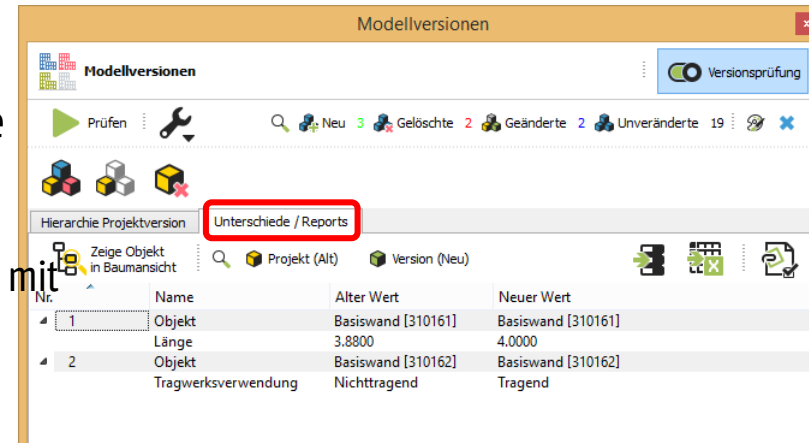 Modellversionen
Modellversionen
Versionsprüfung
e
Prüfen
Neu 3 Gelöschte 2 Geänderte 2 Unveränderte 19
Hierarchie Projektversion
Unterschiede / Reports
Zeige Objekt
in Baumansicht
Projekt (Alt)
Version (Neu)
mit
Nr. Name Alter Wert Neuer Wert
1 Objekt Basiswand [310161] Basiswand [310161]
Länge 3.8800 4.0000
2 Objekt Basiswand [310162] Basiswand [310162]
Tragwerksverwendung Nichttragend Tragend